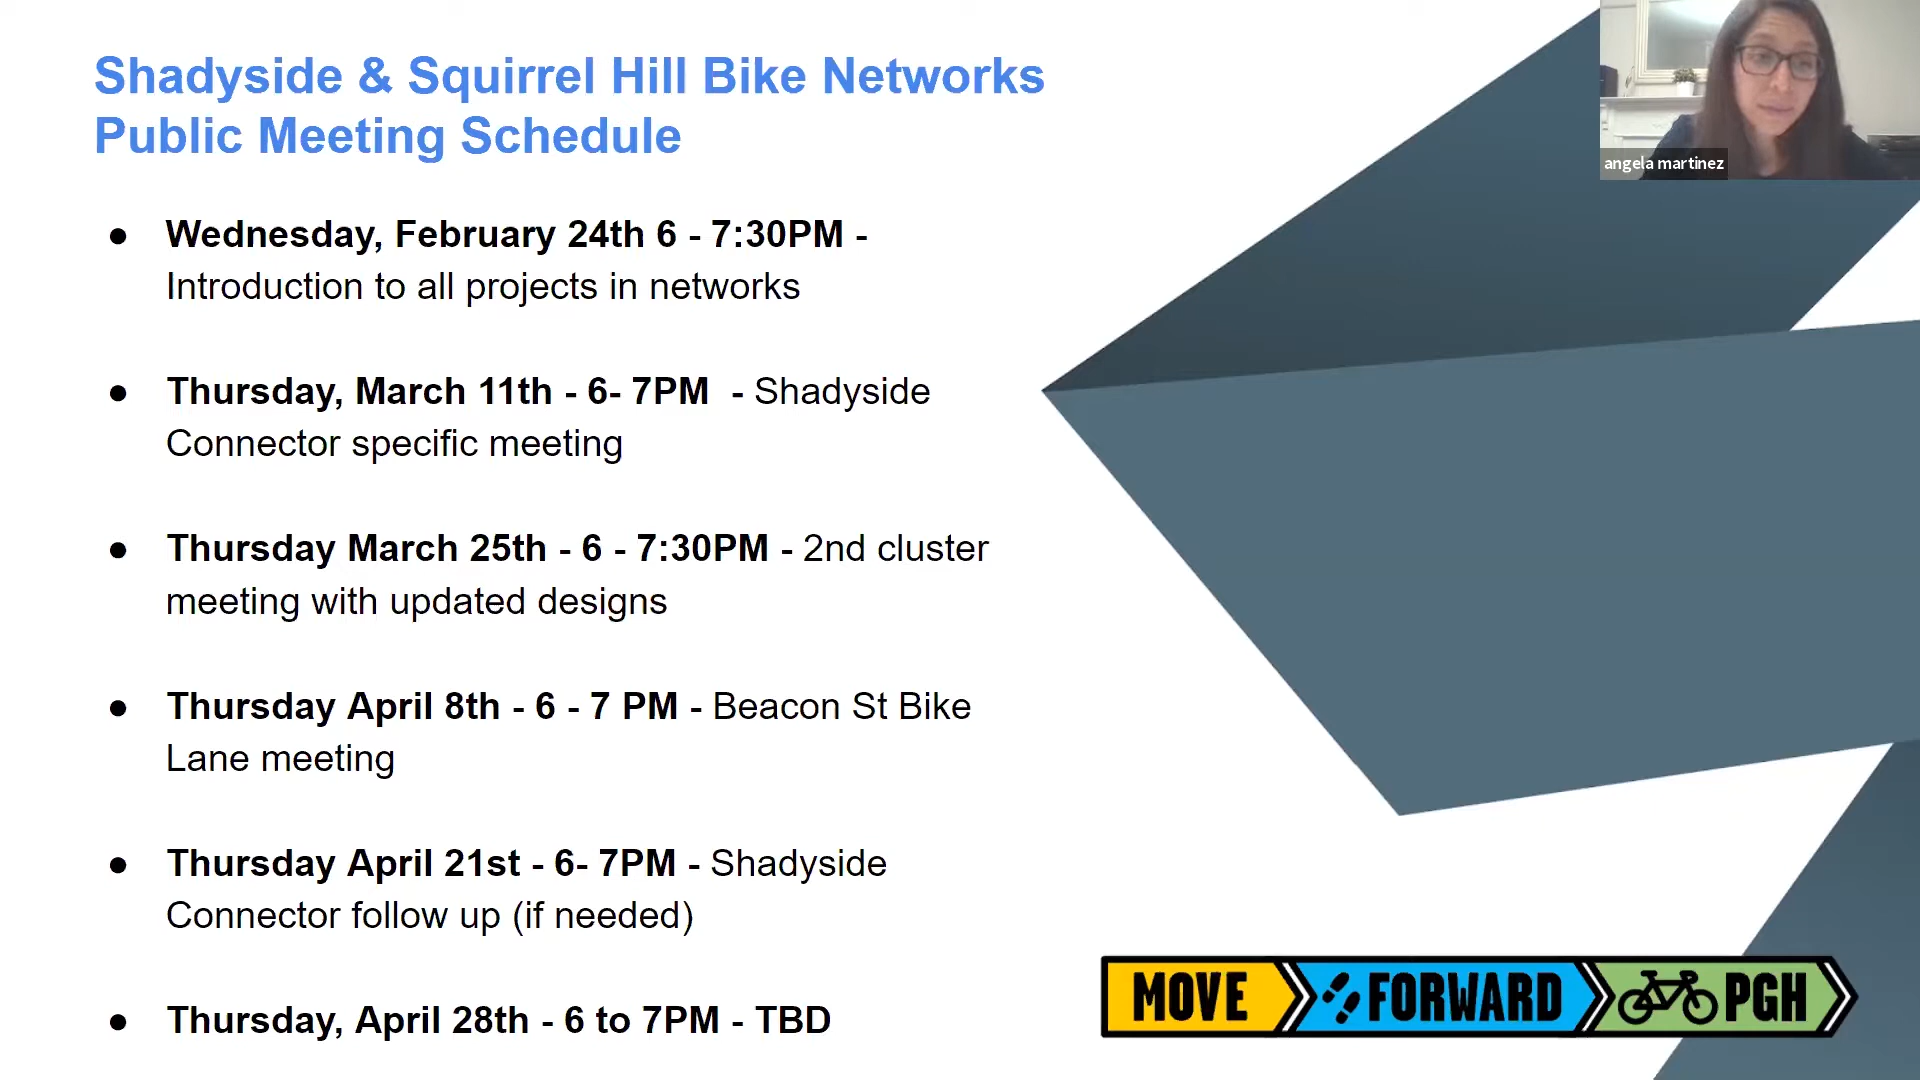 Shadyside & Squirrel Hill Bike Networks
Public Meeting Schedule
angela martinez
● Wednesday, February 24th 6 - 7:30PM -
Introduction to all projects in networks
● Thursday, March 11th - 6- 7PM  - Shadyside
Connector specific meeting
● Thursday March 25th - 6 - 7:30PM - 2nd cluster
meeting with updated designs
● Thursday April 8th - 6 - 7 PM - Beacon St Bike
Lane meeting
● Thursday April 21st - 6- 7PM - Shadyside
Connector follow up (if needed)
● Thursday, April 28th - 6 to 7PM - TBD
MOVE FORWARD PGH